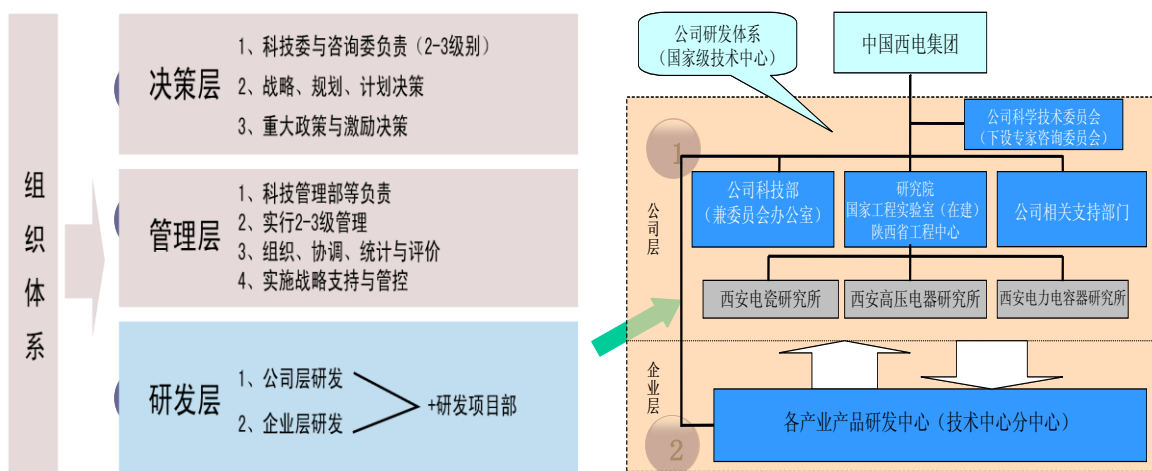 组织体系
决策层
1、科技委与咨询委负责（2-3级别）
2、战略、规划、计划决策
3、重大政策与激励决策
管理层
1、科技管理部等负责
2、实行2-3级管理
3、组织、协调、统计与评价
4、实施战略支持与管控
研发层
1、公司层研发
2、企业层研发
+研发项目部
公司研发体系
（国家级技术中心）
中国西电集团
公司科学技术委员会
（下设专家咨询委员会）
1
公司层
公司科技部
（兼委员会办公室）
研究院
国家工程实验室（在建）
陕西省工程中心
公司相关支持部门
西安电瓷研究所
西安高压电器研究所
西安电力电容器研究所
企业层
2
各产业产品研发中心（技术中心分中心）